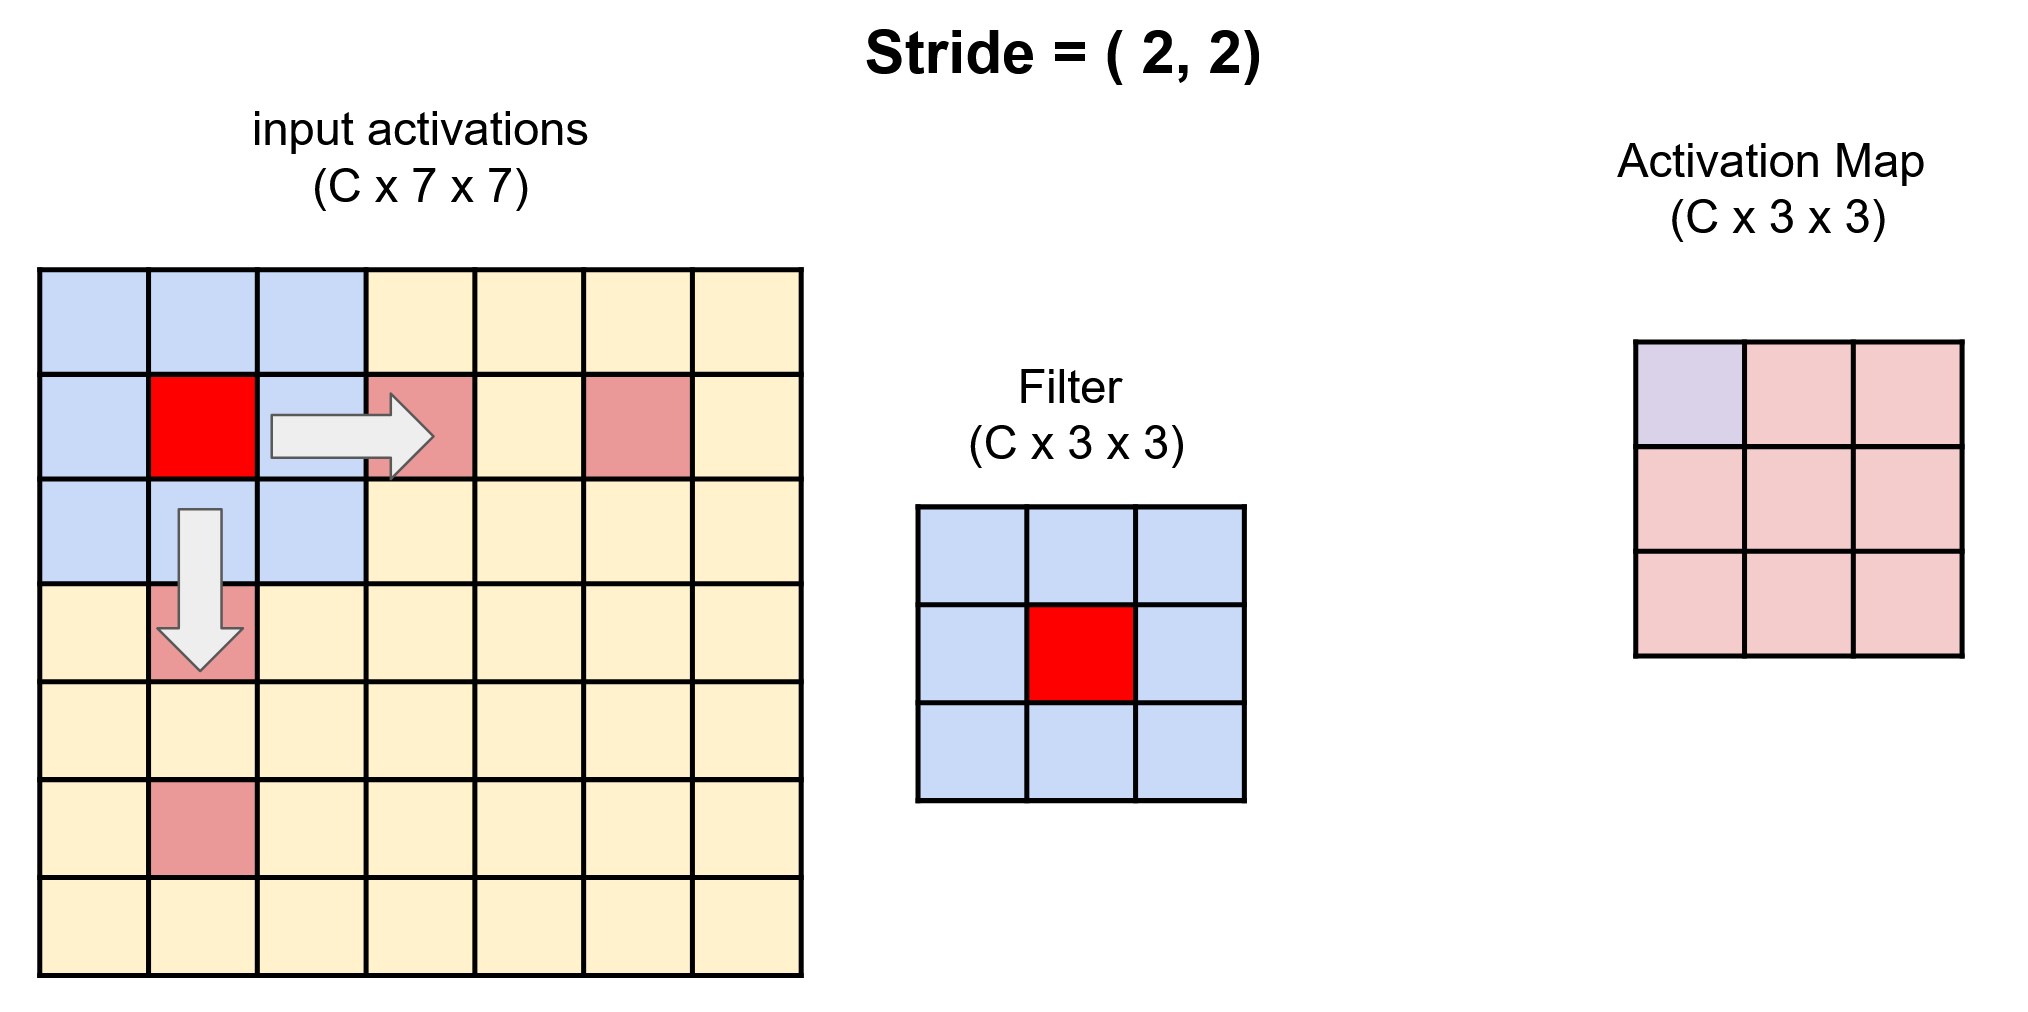 Stride = ( 2, 2)
input activations
(C x 7 x 7)
Activation Map
(C x 3 x 3)
Filter
(C x 3 x 3)